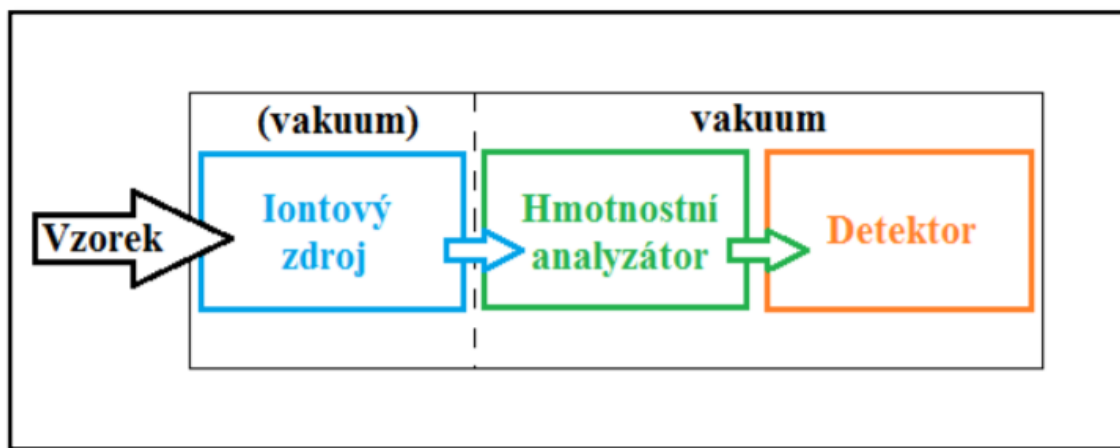 (vakuum)
vakuum
Vzorek
Iontový
zdroj
Hmotnostní
analyzátor
Detektor